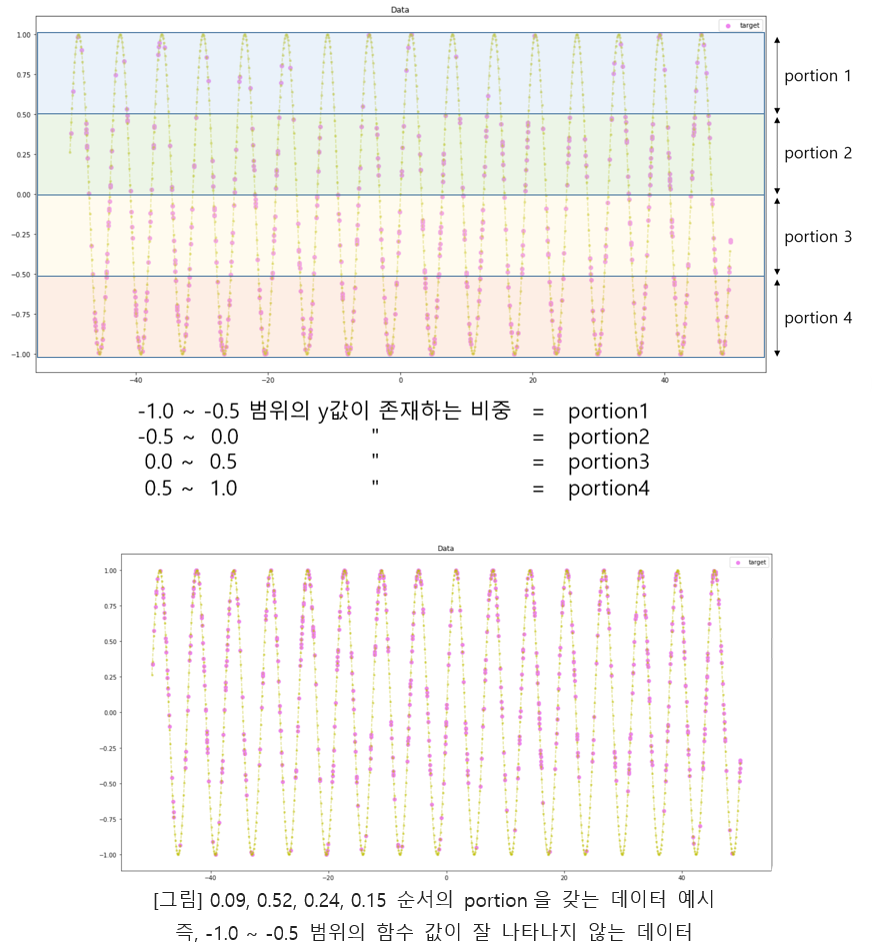 Data
target
1.00
0.75
0.50
0.25
0.00
−0.25
−0.50
−0.75
−1.00
−40
−20
0
20
40
portion 1
portion 2
portion 3
portion 4
-1.0 ~ -0.5 범위의 y값이 존재하는 비중 = portion1
-0.5 ~ 0.0 " = portion2
0.0 ~ 0.5 " = portion3
0.5 ~ 1.0 " = portion4
Data
target
1.00
0.75
0.50
0.25
0.00
−0.25
−0.50
−0.75
−1.00
−40
−20
0
20
40
[그림] 0.09, 0.52, 0.24, 0.15 순서의 portion 을 갖는 데이터 예시
즉, -1.0 ~ -0.5 범위의 함수 값이 잘 나타나지 않는 데이터